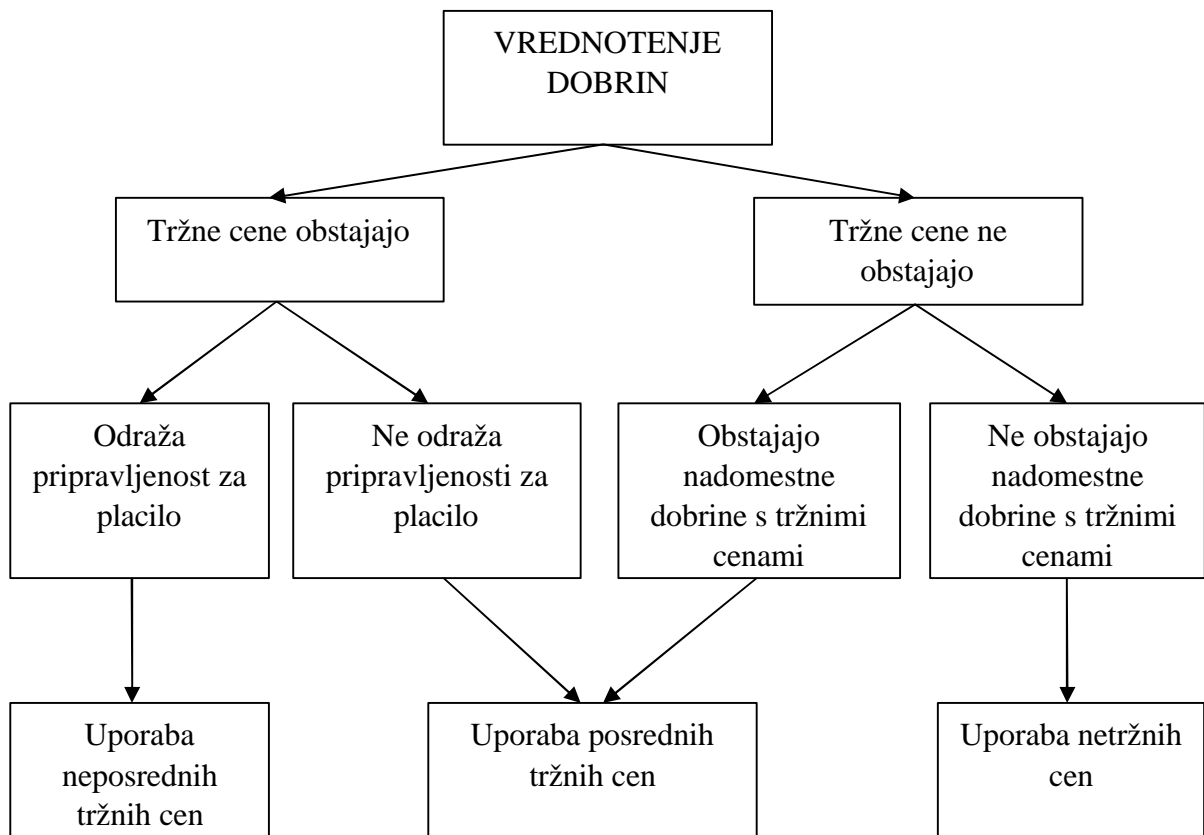 VREDNOTENJE
DOBRIN
Tržne cene obstajajo
Tržne cene ne
obstajajo
Odraža
pripravljenost za
placilo
Ne odraža
pripravljenosti za
placilo
Obstajajo
nadomestne
dobrine s tržnimi
cenami
Ne obstajajo
nadomestne
dobrine s tržnimi
cenami
Uporaba
neposrednih
tržnih cen
Uporaba posrednih
tržnih cen
Uporaba netržnih
cen